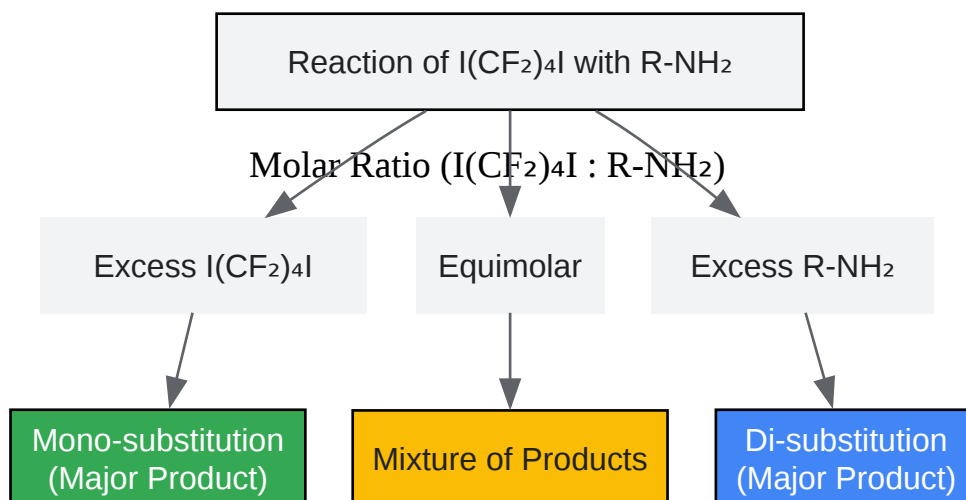 Reaction of I(CF₂)₄I with R-NH₂
Molar Ratio (I(CF₂)₄I : R-NH₂)
Excess I(CF₂)₄I
Equimolar
Excess R-NH₂
Mono-substitution
(Major Product)
Mixture of Products
Di-substitution
(Major Product)